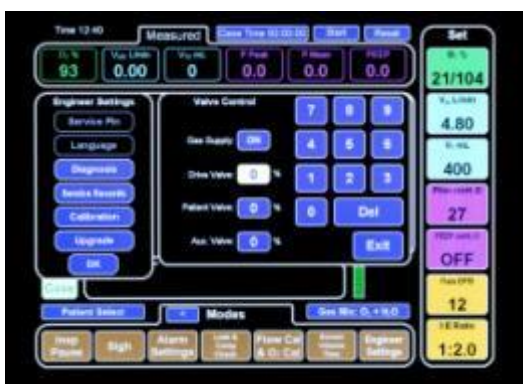 Time 12:40
Measured
Case Time 00:00:00
Start
Reset
Set
O₂ %
93
0.00
0
P Peak
0.0
P Mean
0.0
PEEP
0.0
21/104
4.80
400
27
OFF
12
I:E Ratio
1:2.0
Engineer Settings
Service Pin
Language
Diagnosis
Service Records
Calibration
Upgrade
OK
Valve Control
Gas Supply
ON
Drive Valve
0 %
Patient Valve
0 %
Aux. Valve
0 %
7 8 9
4 5 6
1 2 3
0 Del
Exit
Patient Select
<
Modes
Gas Mix: O₂ + N₂O
Insp Pause
Sigh
Alarm Settings
Flow Cal & O₂ Cal
Engineer Settings